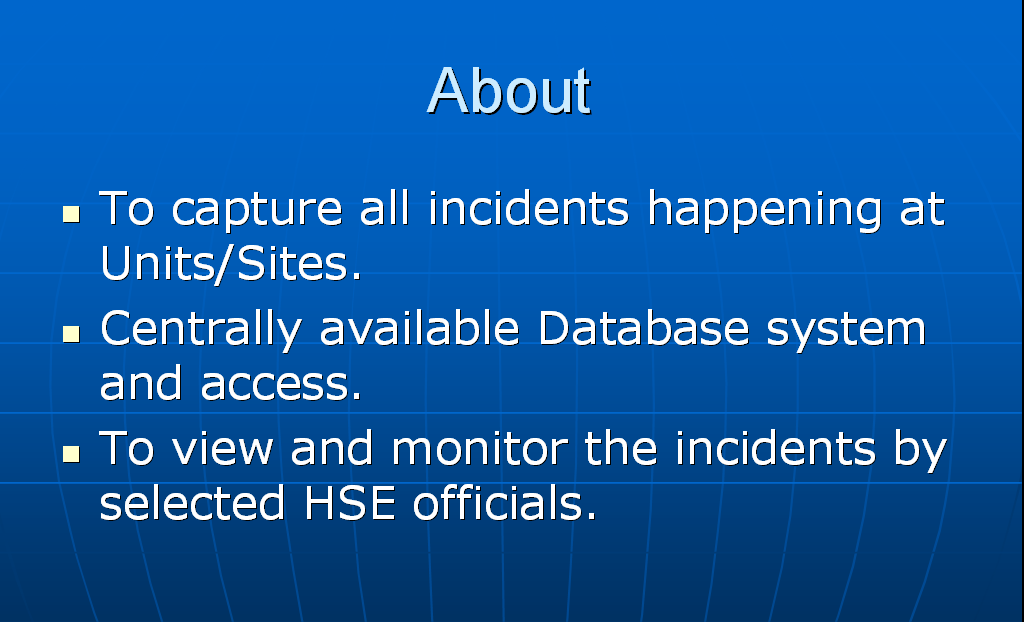 About
To capture all incidents happening at
Units/Sites.
Centrally available Database system
and access.
To view and monitor the incidents by
selected HSE officials.